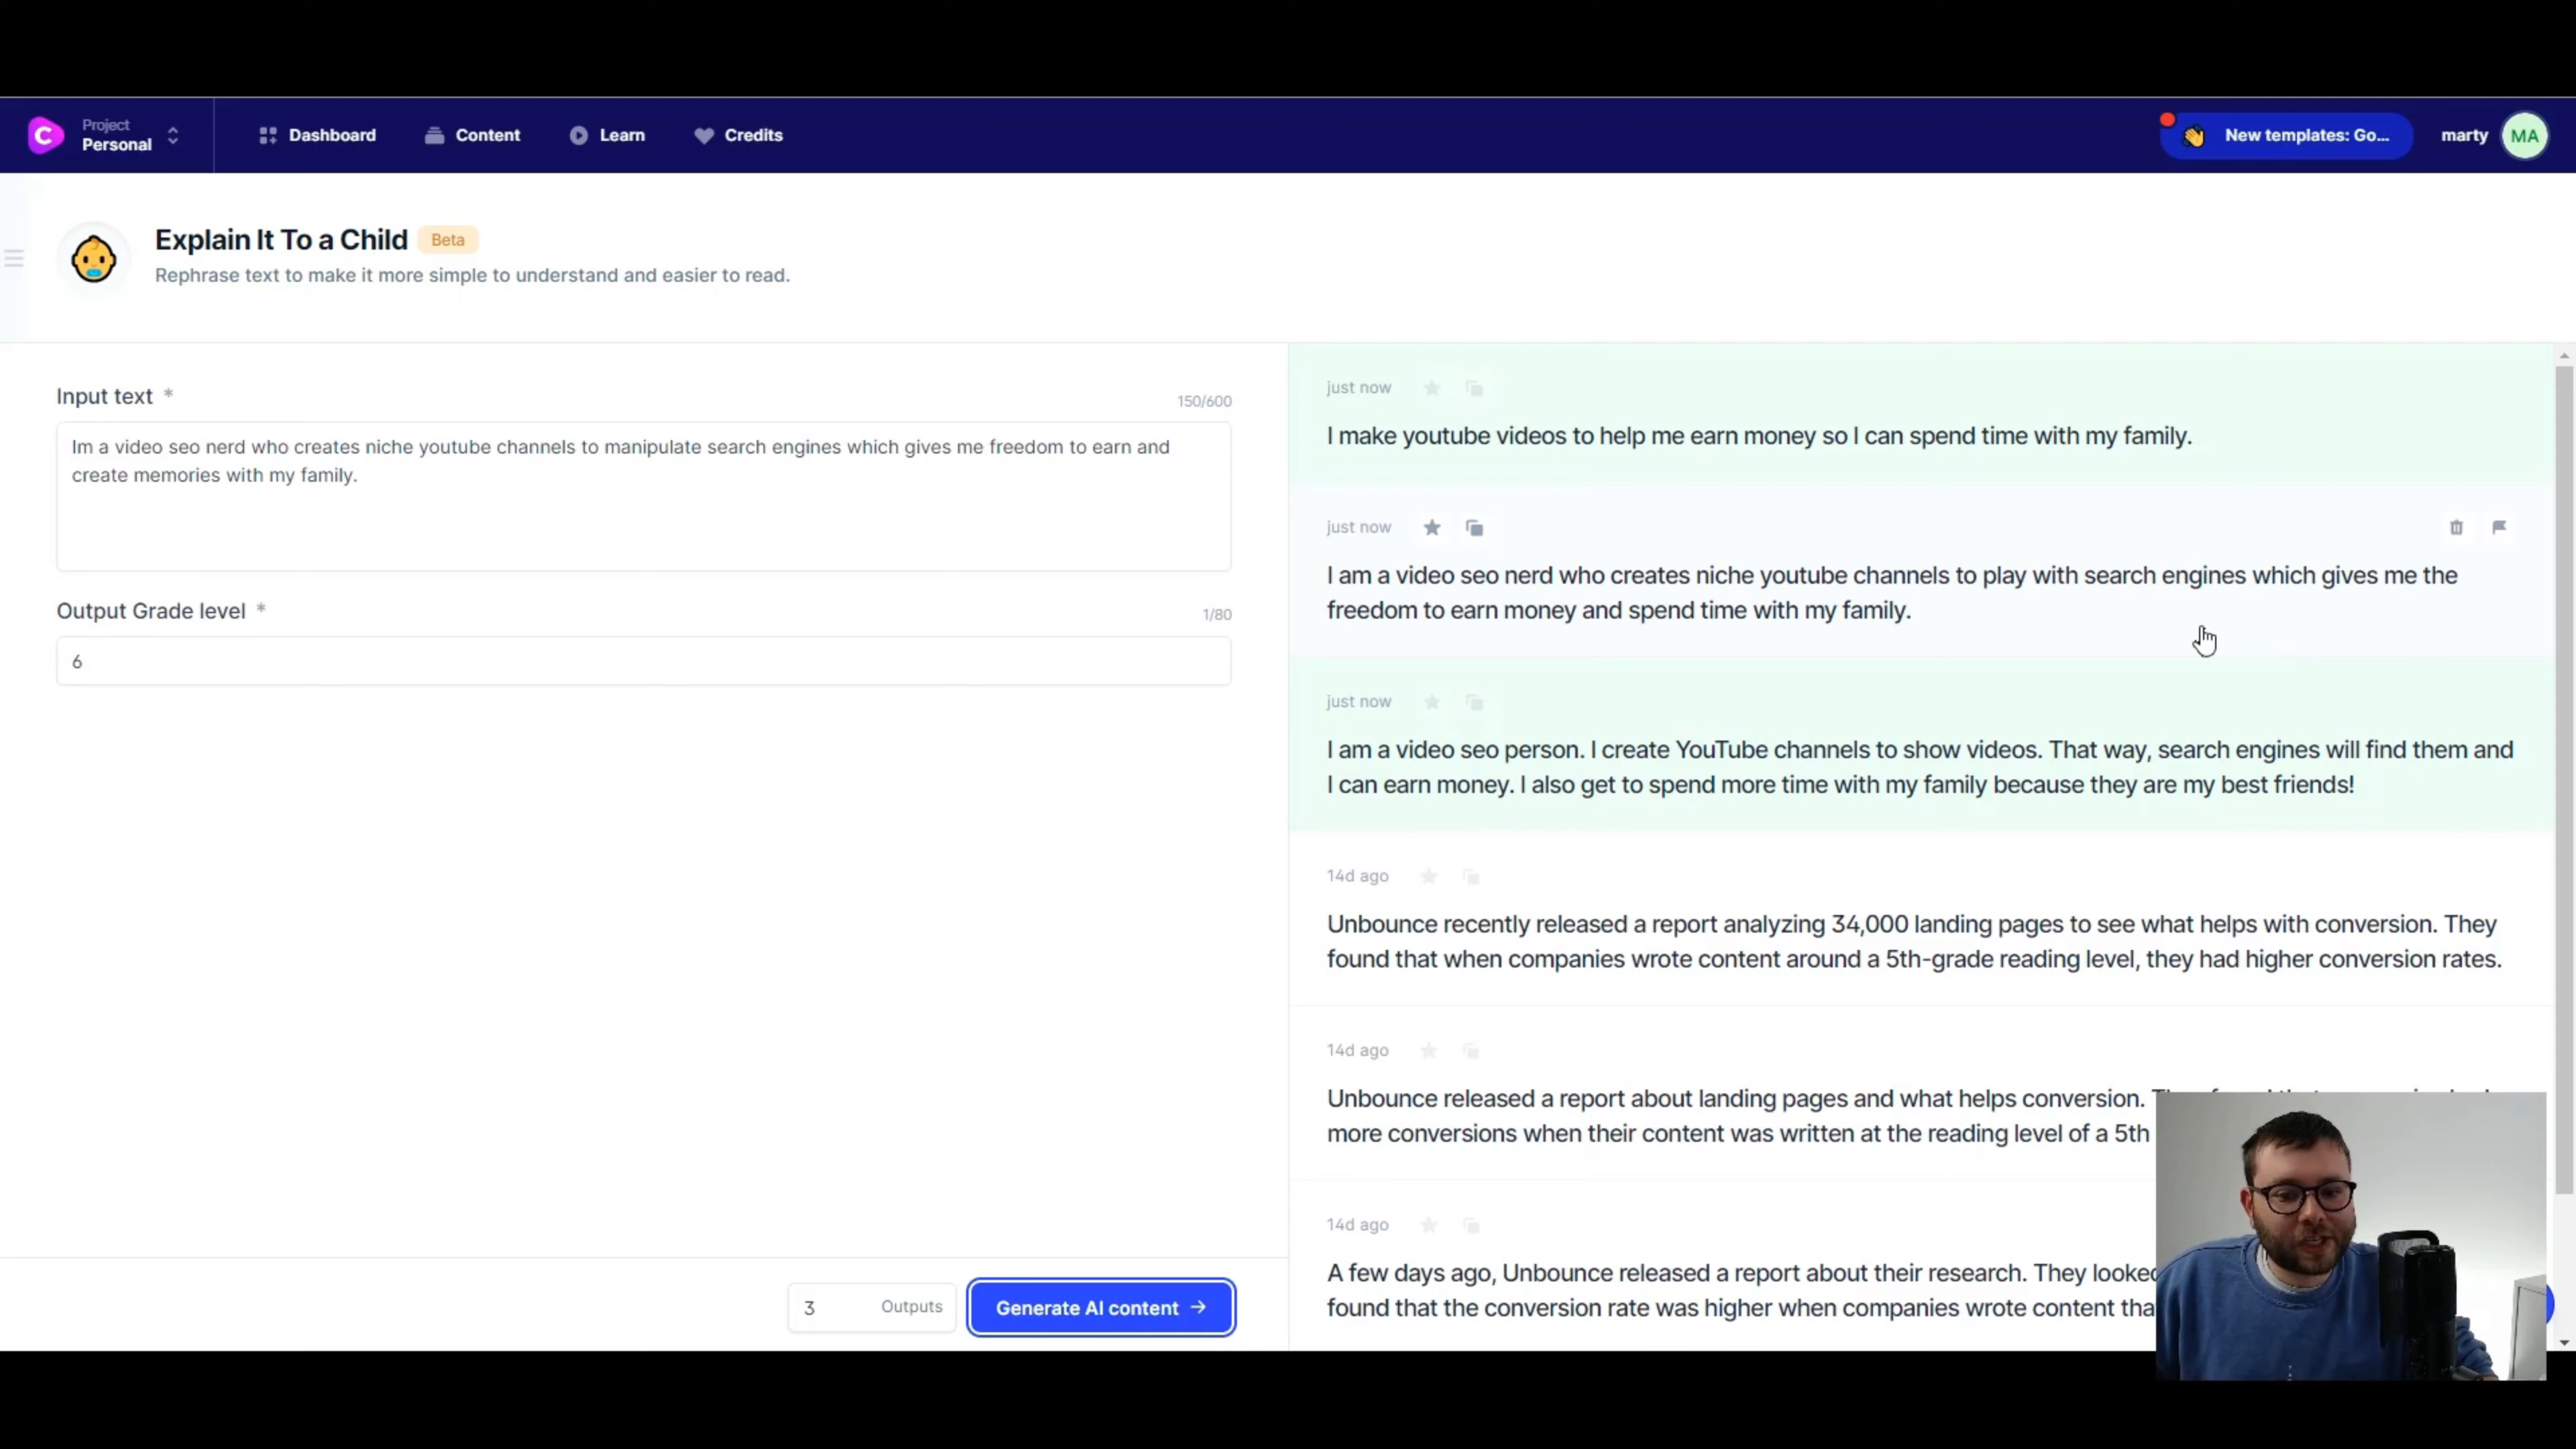 Project
Personal
Dashboard
Content
Learn
Credits
New templates: Go...
marty
MA
Explain It To a Child
Beta
Rephrase text to make it more simple to understand and easier to read.
Input text *
150/600
Im a video seo nerd who creates niche youtube channels to manipulate search engines which gives me freedom to earn and
create memories with my family.
Output Grade level *
1/80
6
3
Outputs
Generate AI content →
just now
I make youtube videos to help me earn money so I can spend time with my family.
just now
I am a video seo nerd who creates niche youtube channels to play with search engines which gives me the
freedom to earn money and spend time with my family.
just now
I am a video seo person. I create YouTube channels to show videos. That way, search engines will find them and
I can earn money. I also get to spend more time with my family because they are my best friends!
14d ago
Unbounce recently released a report analyzing 34,000 landing pages to see what helps with conversion. They
found that when companies wrote content around a 5th-grade reading level, they had higher conversion rates.
14d ago
Unbounce released a report about landing pages and what helps conversion.
more conversions when their content was written at the reading level of a 5th
14d ago
A few days ago, Unbounce released a report about their research. They looked
found that the conversion rate was higher when companies wrote content